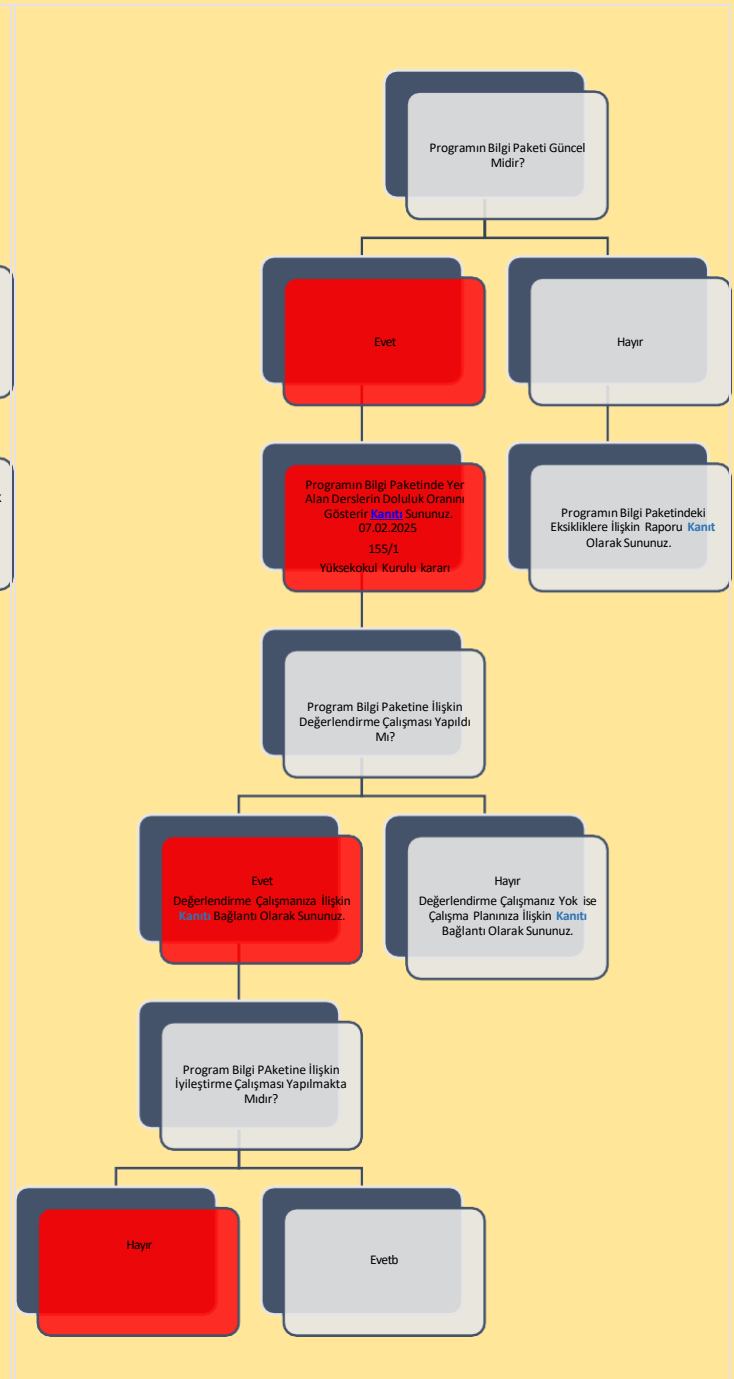 Programın Bilgi Paketi Güncel
Midir?
Evet
Hayır
Programın Bilgi Paketinde Yer
Alan Derslerin Doluluk Oranını
Gösterir Kanıtı Sununuz.
07.02.2025
155/1
Yüksekokul Kurulu kararı
Programın Bilgi Paketindeki
Eksikliklere İlişkin Raporu Kanıt
Olarak Sununuz.
Program Bilgi Paketine İlişkin
Değerlendirme Çalışması Yapıldı
Mı?
Evet
Değerlendirme Çalışmanıza İlişkin
Kanıtı Bağlantı Olarak Sununuz.
Hayır
Değerlendirme Çalışmanız Yok ise
Çalışma Planınıza İlişkin Kanıtı
Bağlantı Olarak Sununuz.
Program Bilgi PAketine İlişkin
İyileştirme Çalışması Yapılmakta
Mıdır?
Hayır
Evetb